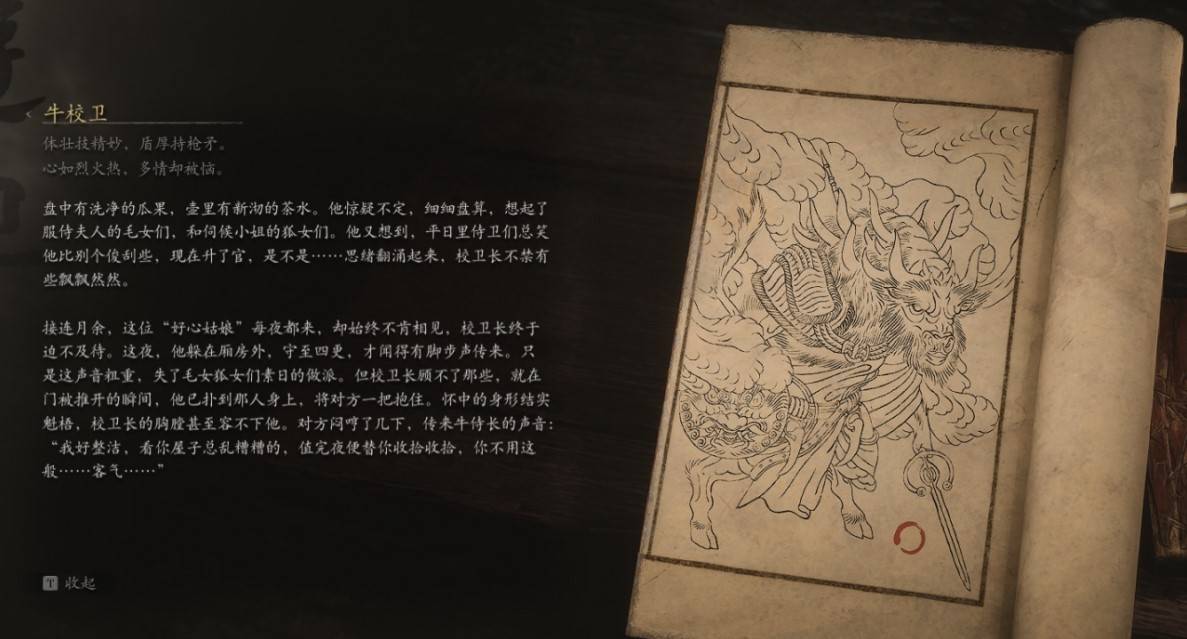 牛校卫
体壮技精妙，盾厚持枪矛。
心如烈火热，多情却被恼。
盘中有洗净的瓜果，壶里有新沏的茶水。他惊疑不定，细细盘算，想起了
服侍夫人的毛女们，和伺候小姐的狐女们。他又想到，平日里侍卫们总笑
他比别个俊刮些，现在升了官，是不是……思绪翻涌起来，校卫长不禁有
些飘飘然然。
接连月余，这位“好心姑娘”每夜都来，却始终不肯相见，校卫长终于
迫不及待。这夜，他躲在厢房外，守至四更，才闻得有脚步声传来。只
是这声音粗重，失了毛女狐女们素日的做派。但校卫长顾不了那些，就在
门被推开的瞬间，他已扑到那人身上，将对方一把抱住。怀中的身形结实
魁梧，校卫长的胸膛甚至容不下他。对方闷哼了几下，传来牛侍长的声音：
“我好整洁，看你屋子总乱糟糟的，值完夜便替你收拾收拾，你不用这
般……客气……”
T 收起